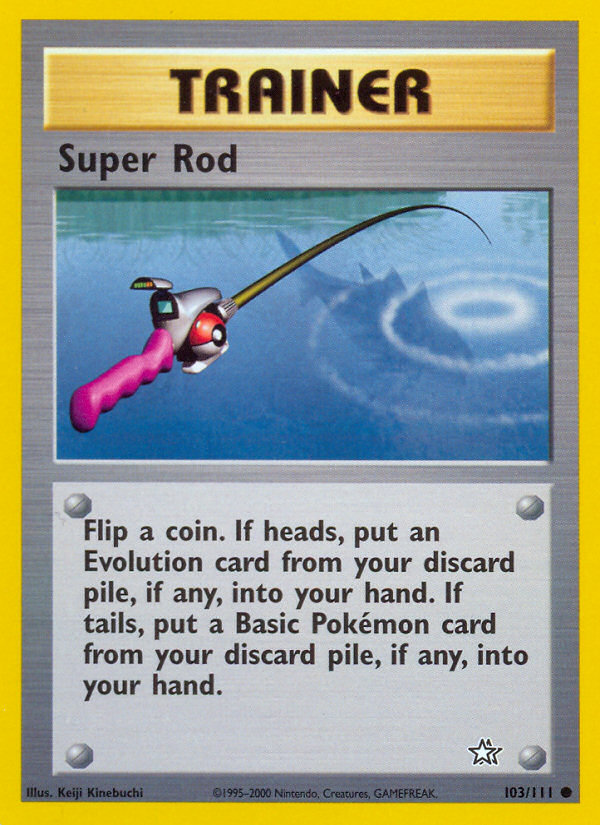 TRAINER
Super Rod
Flip a coin. If heads, put an
Evolution card from your discard
pile, if any, into your hand. If
tails, put a Basic Pokémon card
from your discard pile, if any, into
your hand.
Illus. Keiji Kinebuchi ©1995–2000 Nintendo, Creatures, GAMEFREAK. 103/111 ●